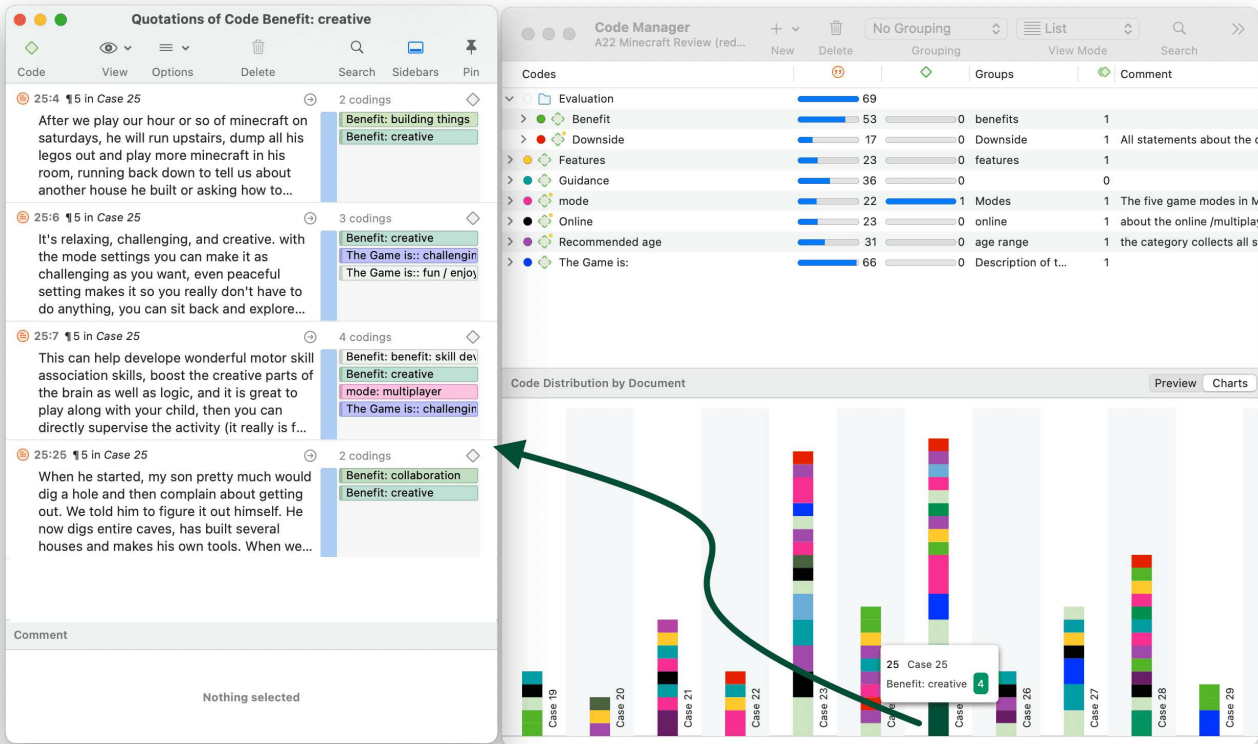 Quotations of Code Benefit: creative
Code
View
Options
Delete
Search
Sidebars
Pin
25:4 ¶5 in Case 25
2 codings
After we play our hour or so of minecraft on
saturdays, he will run upstairs, dump all his
legos out and play more minecraft in his
room, running back down to tell us about
another house he built or asking how to...
Benefit: building things
Benefit: creative
25:6 ¶5 in Case 25
3 codings
It's relaxing, challenging, and creative. with
the mode settings you can make it as
challenging as you want, even peaceful
setting makes it so you really don't have to
do anything, you can sit back and explore...
Benefit: creative
The Game is:: challengin
The Game is:: fun / enjoy
25:7 ¶5 in Case 25
4 codings
This can help develope wonderful motor skill
association skills, boost the creative parts of
the brain as well as logic, and it is great to
play along with your child, then you can
directly supervise the activity (it really is f...
Benefit: benefit: skill dev
Benefit: creative
mode: multiplayer
The Game is:: challengin
25:25 ¶5 in Case 25
2 codings
When he started, my son pretty much would
dig a hole and then complain about getting
out. We told him to figure it out himself. He
now digs entire caves, has built several
houses and makes his own tools. When we...
Benefit: collaboration
Benefit: creative
Comment
Nothing selected
Code Manager
A22 Minecraft Review (red...
New
Delete
No Grouping
Grouping
List
View Mode
Search
Codes
Groups
Comment
Evaluation 69
Benefit 53 0 benefits 1
Downside 17 0 Downside 1 All statements about the
Features 23 0 features 1
Guidance 36 0 0
mode 22 1 Modes 1 The five game modes in M
Online 23 0 online 1 about the online /multiplay
Recommended age 31 0 age range 1 the category collects all s
The Game is: 66 0 Description of t... 1
Code Distribution by Document
Preview
Charts
25 Case 25
Benefit: creative 4
Case 19
Case 20
Case 21
Case 22
Case 23
Case 26
Case 27
Case 28
Case 29